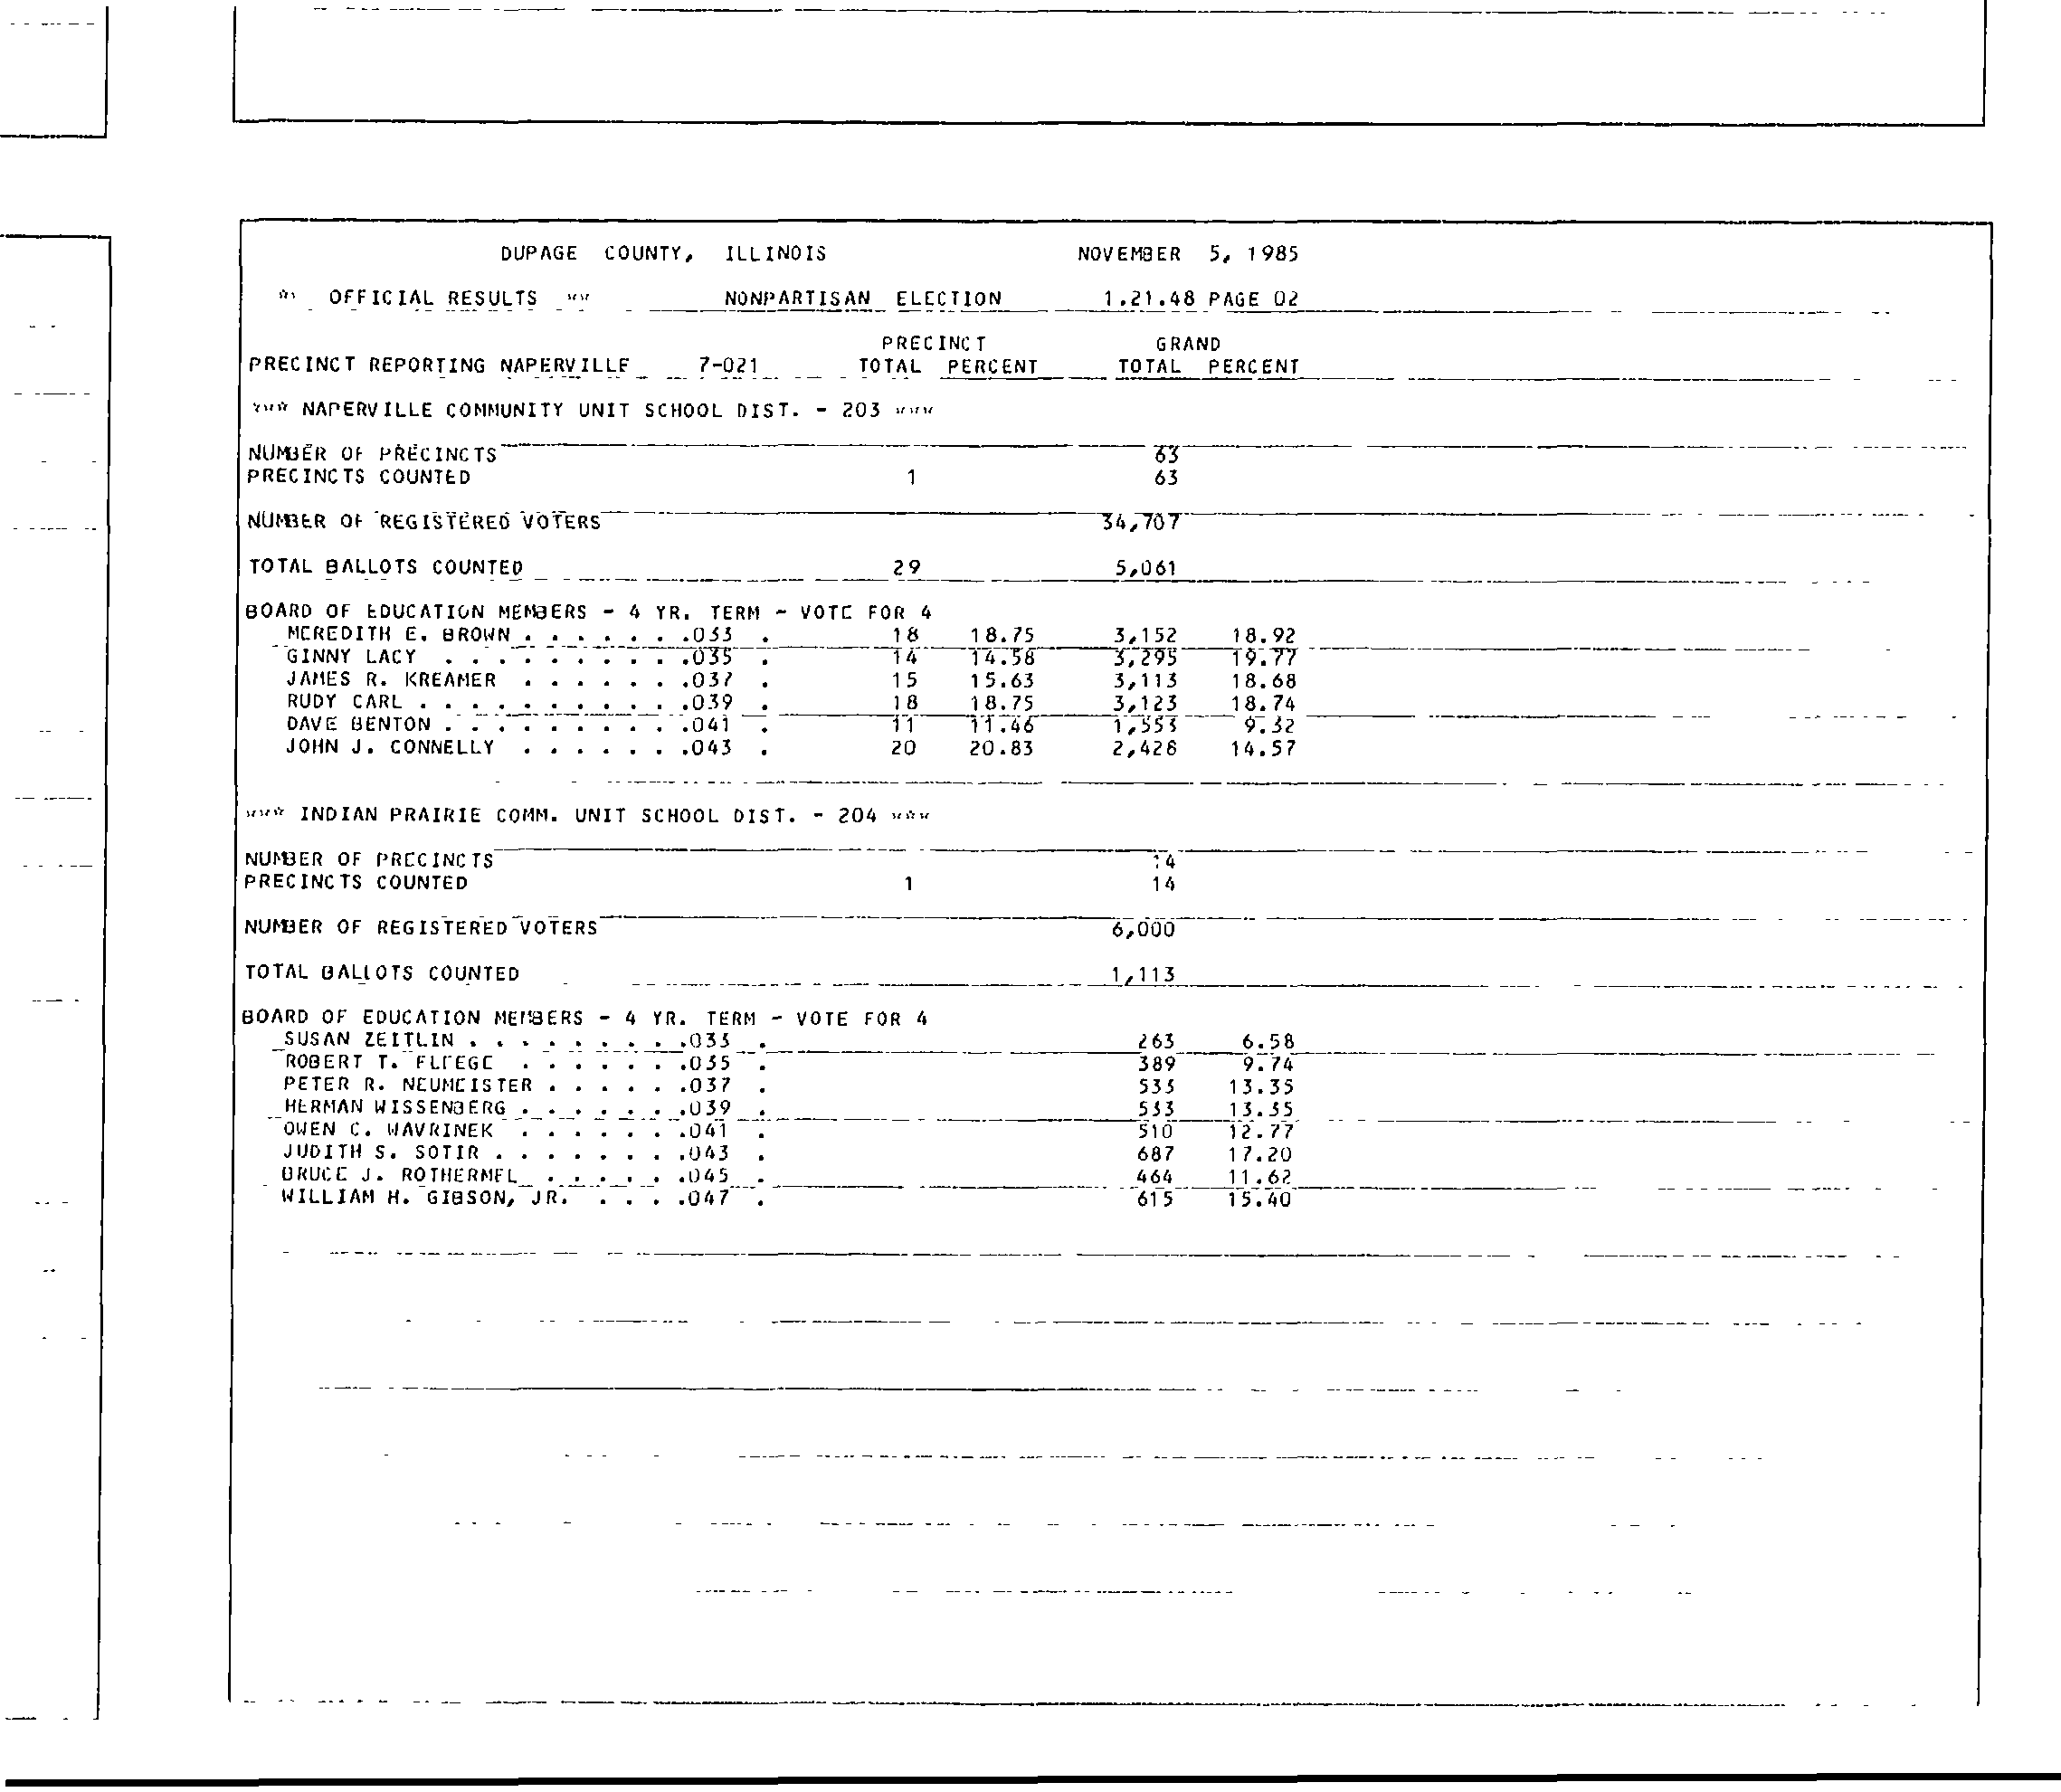 DUPAGE COUNTY, ILLINOIS NOVEMBER 5, 1985
** OFFICIAL RESULTS ** NONPARTISAN ELECTION 1.21.48 PAGE 02
PRECINCT GRAND
PRECINCT REPORTING NAPERVILLE 7-021 TOTAL PERCENT TOTAL PERCENT
*** NAPERVILLE COMMUNITY UNIT SCHOOL DIST. - 203 ***
NUMBER OF PRECINCTS 63
PRECINCTS COUNTED 1 63
NUMBER OF REGISTERED VOTERS 34,707
TOTAL BALLOTS COUNTED 29 5,061
BOARD OF EDUCATION MEMBERS - 4 YR. TERM - VOTE FOR 4
MEREDITH E. BROWN . . . . . . .033 . 18 18.75 3,152 18.92
GINNY LACY . . . . . . . . . .035 . 14 14.58 3,295 19.77
JAMES R. KREAMER . . . . . . .037 . 15 15.63 3,113 18.68
RUDY CARL . . . . . . . . . . .039 . 18 18.75 3,123 18.74
DAVE BENTON . . . . . . . . . .041 . 11 11.46 1,553 9.32
JOHN J. CONNELLY . . . . . . .043 . 20 20.83 2,428 14.57
*** INDIAN PRAIRIE COMM. UNIT SCHOOL DIST. - 204 ***
NUMBER OF PRECINCTS 14
PRECINCTS COUNTED 1 14
NUMBER OF REGISTERED VOTERS 6,000
TOTAL BALLOTS COUNTED 1,113
BOARD OF EDUCATION MEMBERS - 4 YR. TERM - VOTE FOR 4
SUSAN ZEITLIN . . . . . . . . .033 . 263 6.58
ROBERT T. FLEEGE . . . . . . .035 . 389 9.74
PETER R. NEUMEISTER . . . . . .037 . 533 13.35
HERMAN WISSENBERG . . . . . . .039 . 533 13.35
OWEN C. WAVRINEK . . . . . . .041 . 510 12.77
JUDITH S. SOTIR . . . . . . . .043 . 687 17.20
BRUCE J. ROTHERMEL . . . . . .045 . 464 11.62
WILLIAM H. GIBSON, JR. . . . .047 . 615 15.40